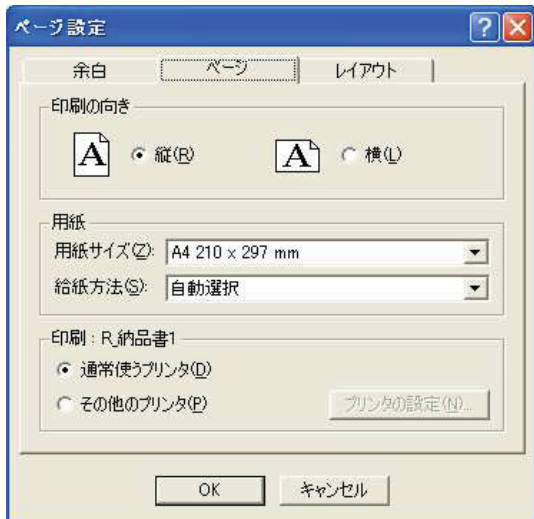 ページ設定
余白 ページ レイアウト
印刷の向き
A 縦(R) A 横(L)
用紙
用紙サイズ(Z): A4 210 x 297 mm
給紙方法(S): 自動選択
印刷：R_納品書1
通常使うプリンタ(D)
その他のプリンタ(P) プリンタの設定(N)...
OK キャンセル